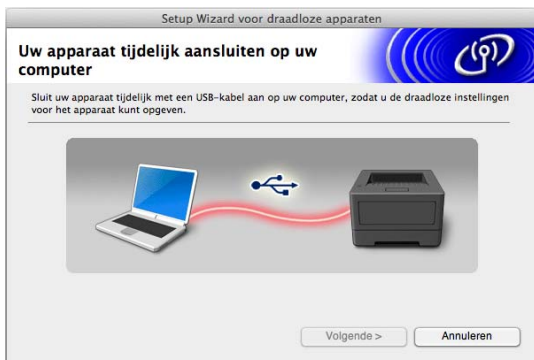 Setup Wizard voor draadloze apparaten
Uw apparaat tijdelijk aansluiten op uw
computer
Sluit uw apparaat tijdelijk met een USB-kabel aan op uw computer, zodat u de draadloze instellingen
voor het apparaat kunt opgeven.
Volgende >
Annuleren